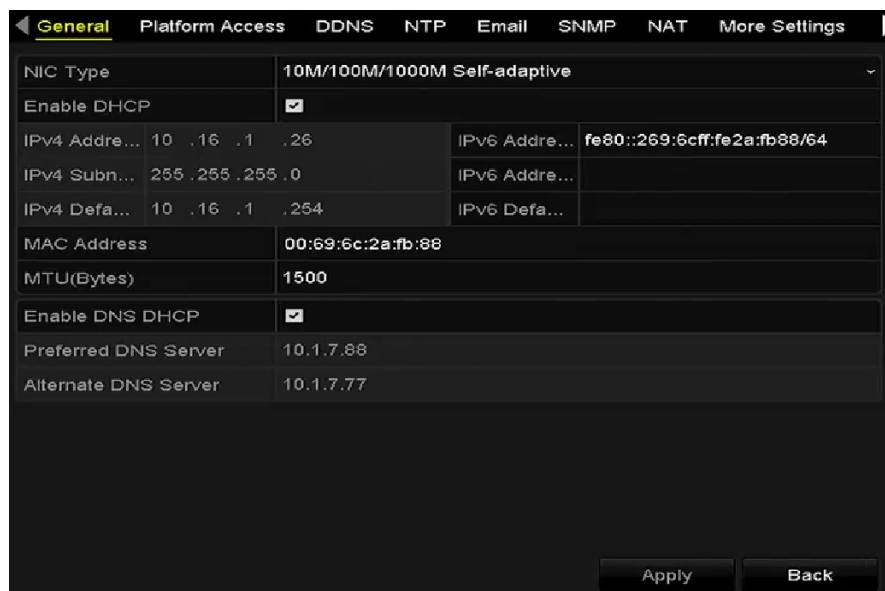 General Platform Access DDNS NTP Email SNMP NAT More Settings
NIC Type 10M/100M/1000M Self-adaptive
Enable DHCP
IPv4 Addre... 10 .16 .1 .26 IPv6 Addre... fe80::269:6cff:fe2a:fb88/64
IPv4 Subn... 255.255.255.0 IPv6 Addre...
IPv4 Defa... 10 .16 .1 .254 IPv6 Defa...
MAC Address 00:69:6c:2a:fb:88
MTU(Bytes) 1500
Enable DNS DHCP
Preferred DNS Server 10.1.7.88
Alternate DNS Server 10.1.7.77
Apply Back